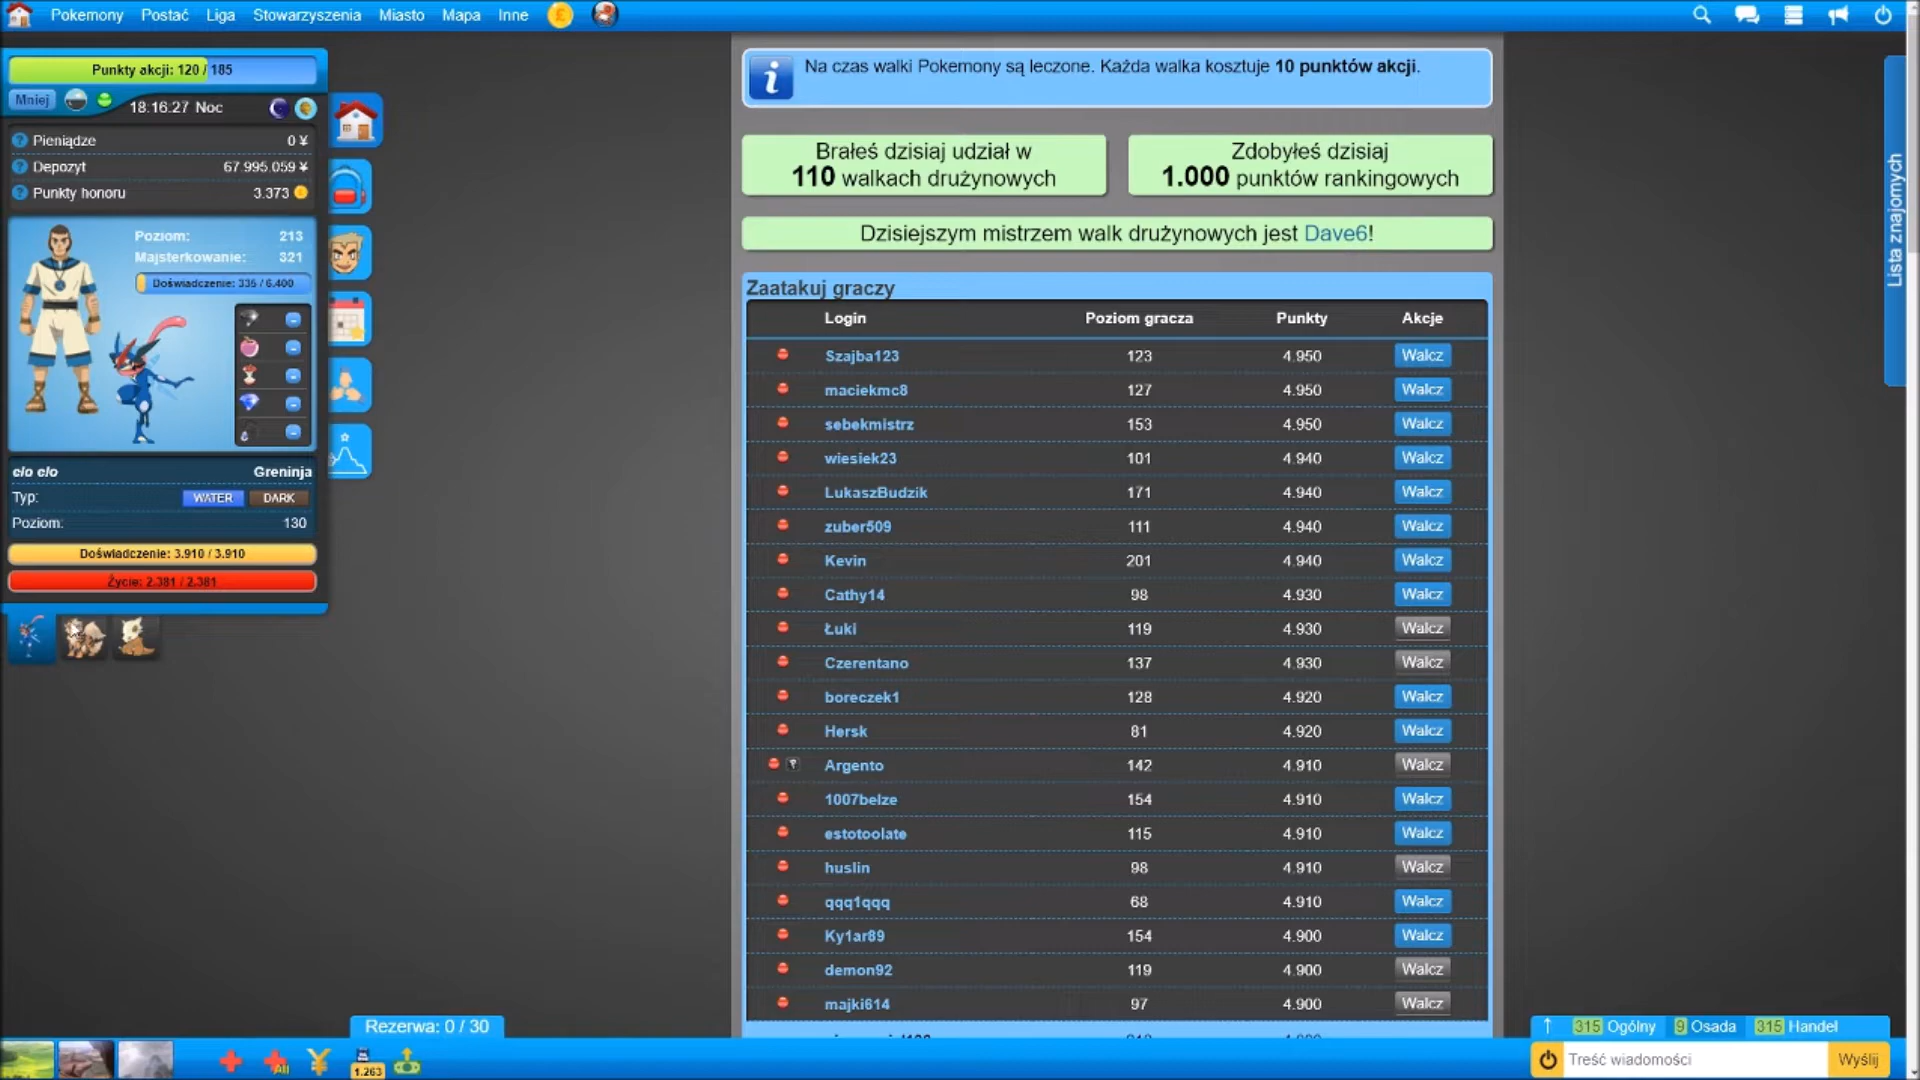 Pokemony Postać Liga Stowarzyszenia Miasto Mapa Inne
Punkty akcji: 120 / 185
Mniej 18:16:27 Noc
Pieniądze 0 ¥
Depozyt 67.995.059 ¥
Punkty honoru 3.373
Poziom: 213
Majsterkowanie: 321
Doświadczenie: 335 / 6.400
clo clo Greninja
Typ: WATER DARK
Poziom: 130
Doświadczenie: 3.910 / 3.910
Życie: 2.381 / 2.381
Na czas walki Pokemony są leczone. Każda walka kosztuje 10 punktów akcji.
Brałeś dzisiaj udział w
110 walkach drużynowych
Zdobyłeś dzisiaj
1.000 punktów rankingowych
Dzisiejszym mistrzem walk drużynowych jest Dave6!
Zaatakuj graczy
Login Poziom gracza Punkty Akcje
Szajba123 123 4.950 Walcz
maciekmc8 127 4.950 Walcz
sebekmistrz 153 4.950 Walcz
wiesiek23 101 4.940 Walcz
LukaszBudzik 171 4.940 Walcz
zuber509 111 4.940 Walcz
Kevin 201 4.940 Walcz
Cathy14 98 4.930 Walcz
Łuki 119 4.930 Walcz
Czerentano 137 4.930 Walcz
boreczek1 128 4.920 Walcz
Hersk 81 4.920 Walcz
Argento 142 4.910 Walcz
1007belze 154 4.910 Walcz
estotoolate 115 4.910 Walcz
huslin 98 4.910 Walcz
qqq1qqq 68 4.910 Walcz
Ky1ar89 154 4.900 Walcz
demon92 119 4.900 Walcz
majki614 97 4.900 Walcz
Lista znajomych
Rezerwa: 0 / 30
1.263
315 Ogólny 9 Osada 315 Handel
Treść wiadomości Wyślij